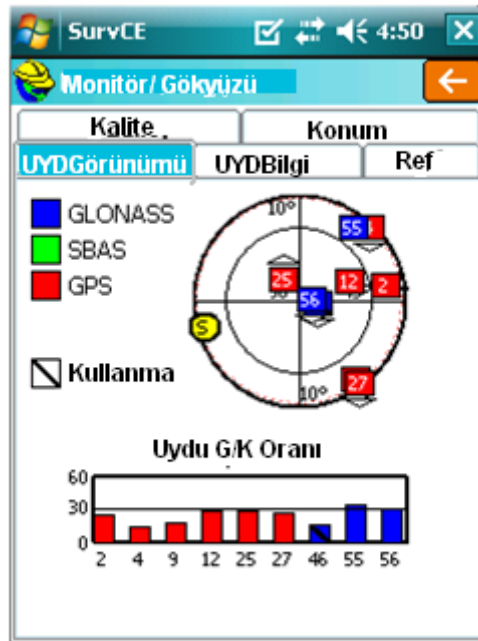 SurvCE 4:50
Monitör/ Gökyüzü
Kalite Konum
UYDGörünümü UYDBilgi Ref
GLONASS
SBAS
GPS
Kullanma
10°
55
25 12 2
56
S
27
10°
Uydu G/K Oranı
60
30
0
2 4 9 12 25 27 46 55 56